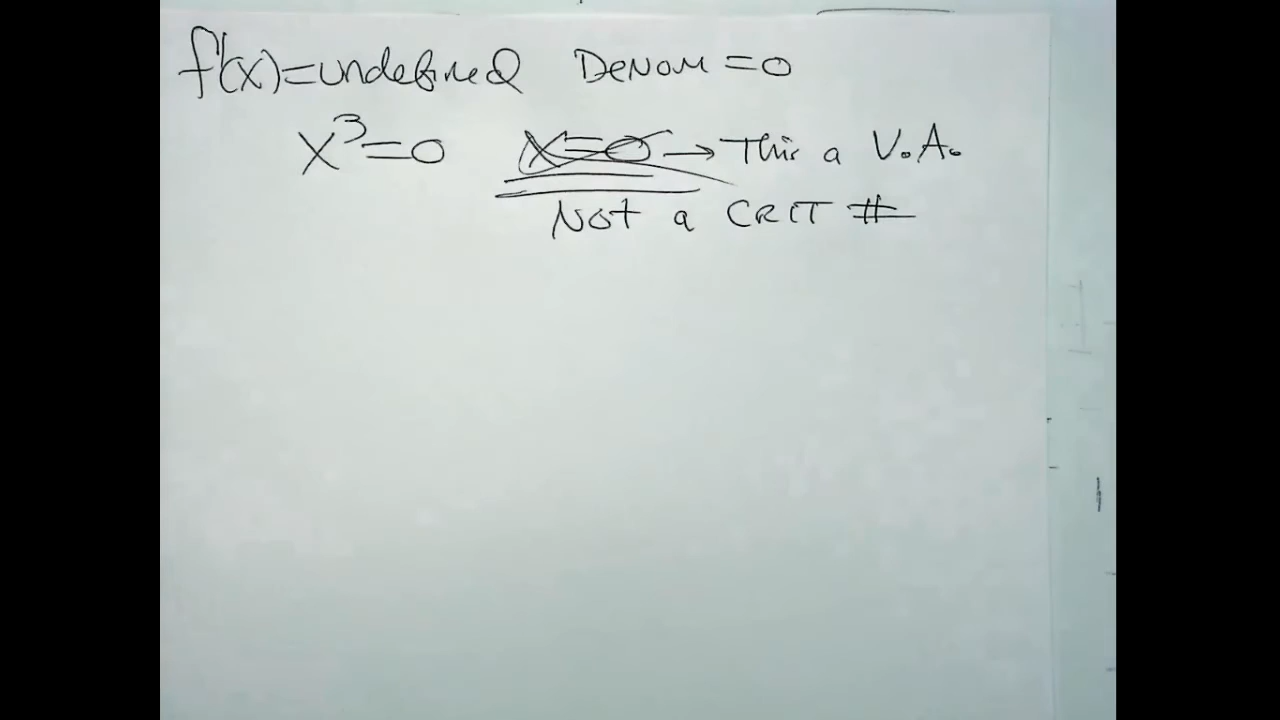 f'(x)=undefined Denom =0
x³=0 x=0 → This a V.A.
Not a CRIT #